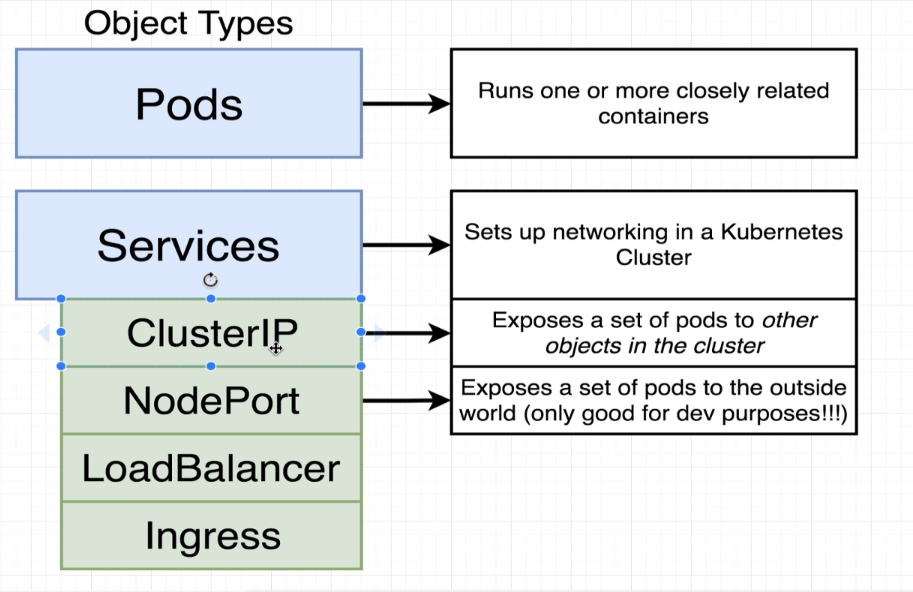 Object Types
Pods
Runs one or more closely related
containers
Services
Sets up networking in a Kubernetes
Cluster
ClusterIP
Exposes a set of pods to other
objects in the cluster
NodePort
Exposes a set of pods to the outside
world (only good for dev purposes!!!)
LoadBalancer
Ingress